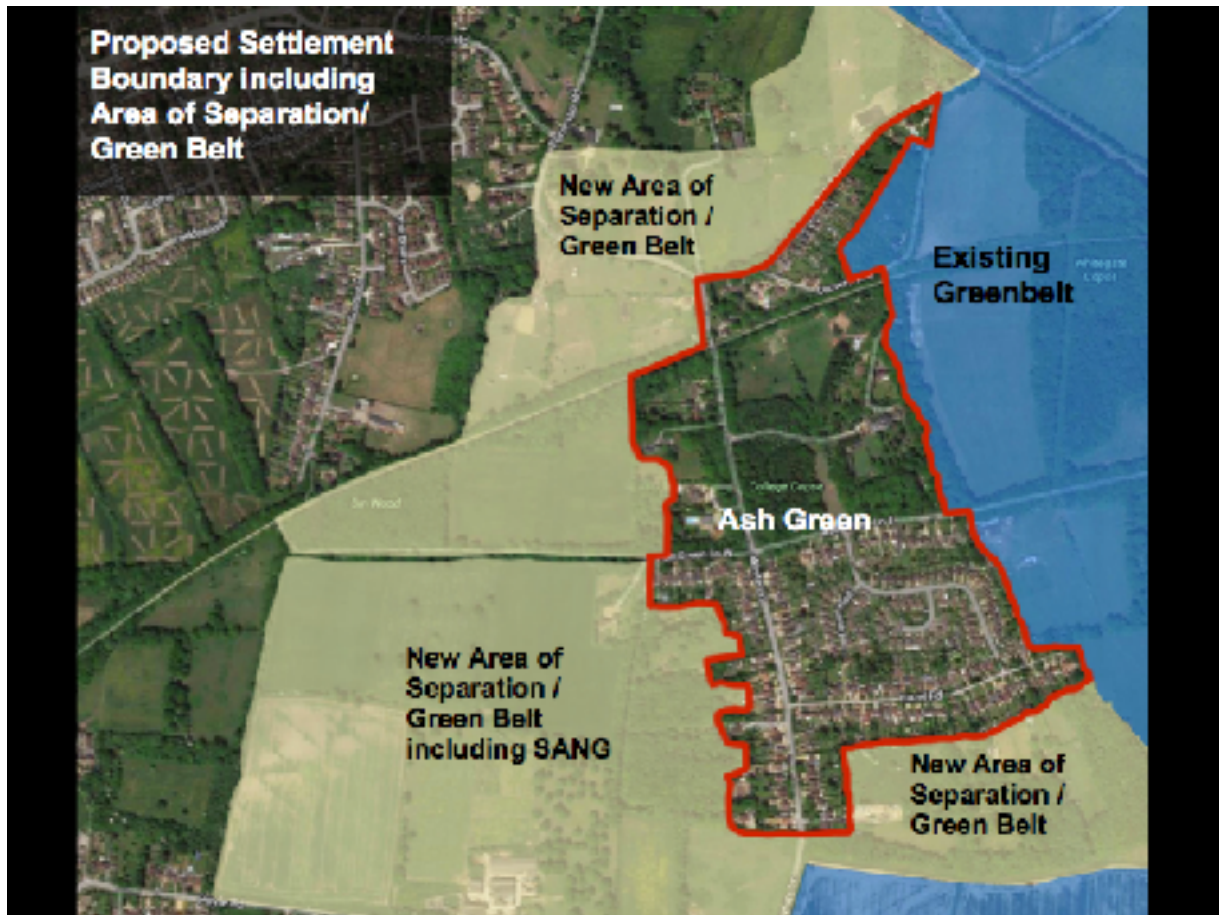 Proposed Settlement
Boundary including
Area of Separation/
Green Belt
New Area of
Separation /
Green Belt
Existing
Greenbelt
Ash Green
New Area of
Separation /
Green Belt
including SANG
New Area of
Separation /
Green Belt